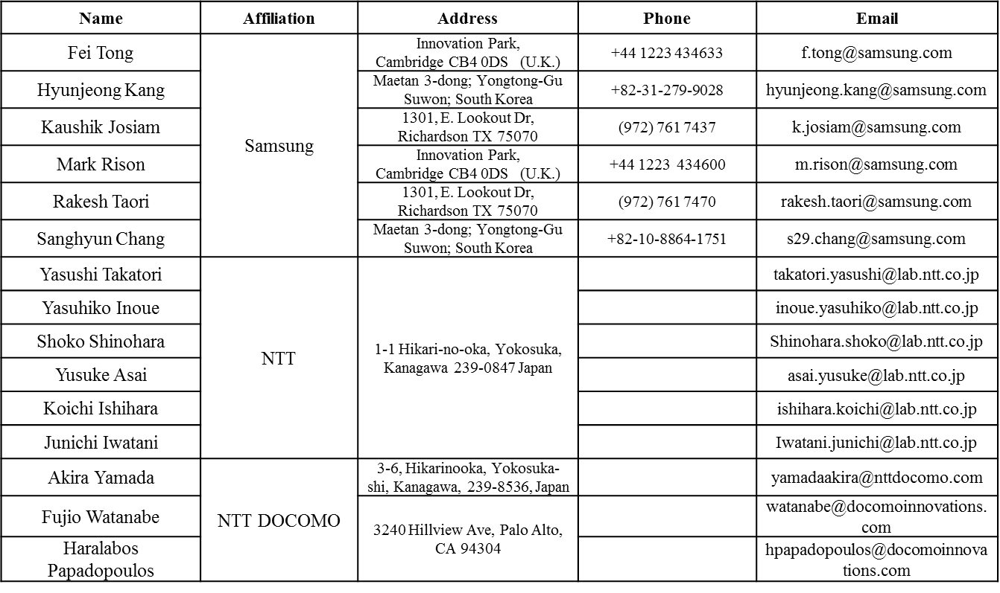 Name Affiliation Address Phone Email
Fei Tong
Samsung
Innovation Park,
Cambridge CB4 0DS (U.K.)
+44 1223 434633
f.tong@samsung.com
Hyunjeong Kang
Maetan 3-dong; Yongtong-Gu
Suwon; South Korea
+82-31-279-9028
hyunjeong.kang@samsung.com
Kaushik Josiam
1301, E. Lookout Dr,
Richardson TX 75070
(972) 761 7437
k.josiam@samsung.com
Mark Rison
Innovation Park,
Cambridge CB4 0DS (U.K.)
+44 1223 434600
m.rison@samsung.com
Rakesh Taori
1301, E. Lookout Dr,
Richardson TX 75070
(972) 761 7470
rakesh.taori@samsung.com
Sanghyun Chang
Maetan 3-dong; Yongtong-Gu
Suwon; South Korea
+82-10-8864-1751
s29.chang@samsung.com
Yasushi Takatori
NTT
1-1 Hikari-no-oka, Yokosuka,
Kanagawa 239-0847 Japan
takatori.yasushi@lab.ntt.co.jp
Yasuhiko Inoue
inoue.yasuhiko@lab.ntt.co.jp
Shoko Shinohara
Shinohara.shoko@lab.ntt.co.jp
Yusuke Asai
asai.yusuke@lab.ntt.co.jp
Koichi Ishihara
ishihara.koichi@lab.ntt.co.jp
Junichi Iwatani
Iwatani.junichi@lab.ntt.co.jp
Akira Yamada
NTT DOCOMO
3-6, Hikarinooka, Yokosuka-
shi, Kanagawa, 239-8536, Japan
yamadaakira@nttdocomo.com
Fujio Watanabe
3240 Hillview Ave, Palo Alto,
CA 94304
watanabe@docomoinnovations.
com
Haralabos
Papadopoulos
hpapadopoulos@docomoinnova
tions.com